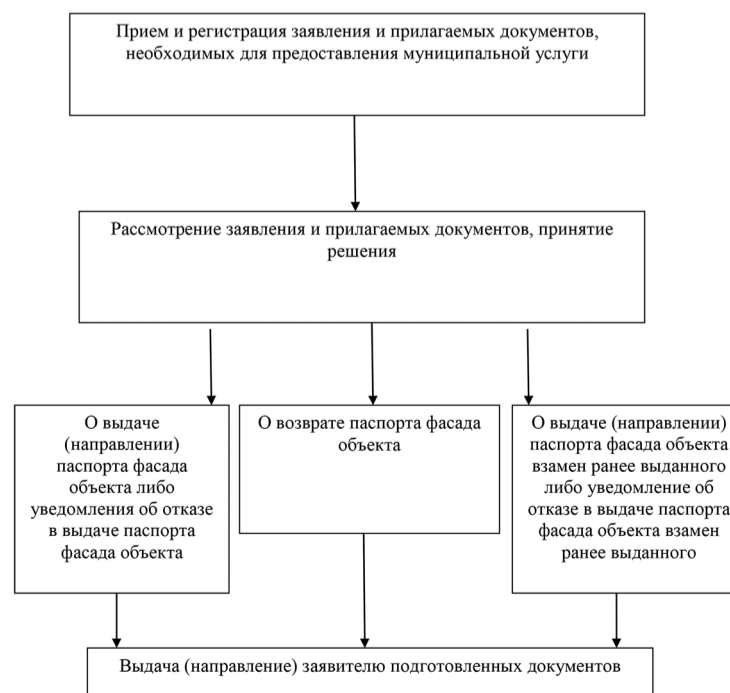 Прием и регистрация заявления и прилагаемых документов,
необходимых для предоставления муниципальной услуги
Рассмотрение заявления и прилагаемых документов, принятие
решения
О выдаче
(направлении)
паспорта фасада
объекта либо
уведомления об отказе
в выдаче паспорта
фасада объекта
О возврате паспорта фасада
объекта
О выдаче (направлении)
паспорта фасада объекта
взамен ранее выданного
либо уведомление об
отказе в выдаче паспорта
фасада объекта взамен
ранее выданного
Выдача (направление) заявителю подготовленных документов